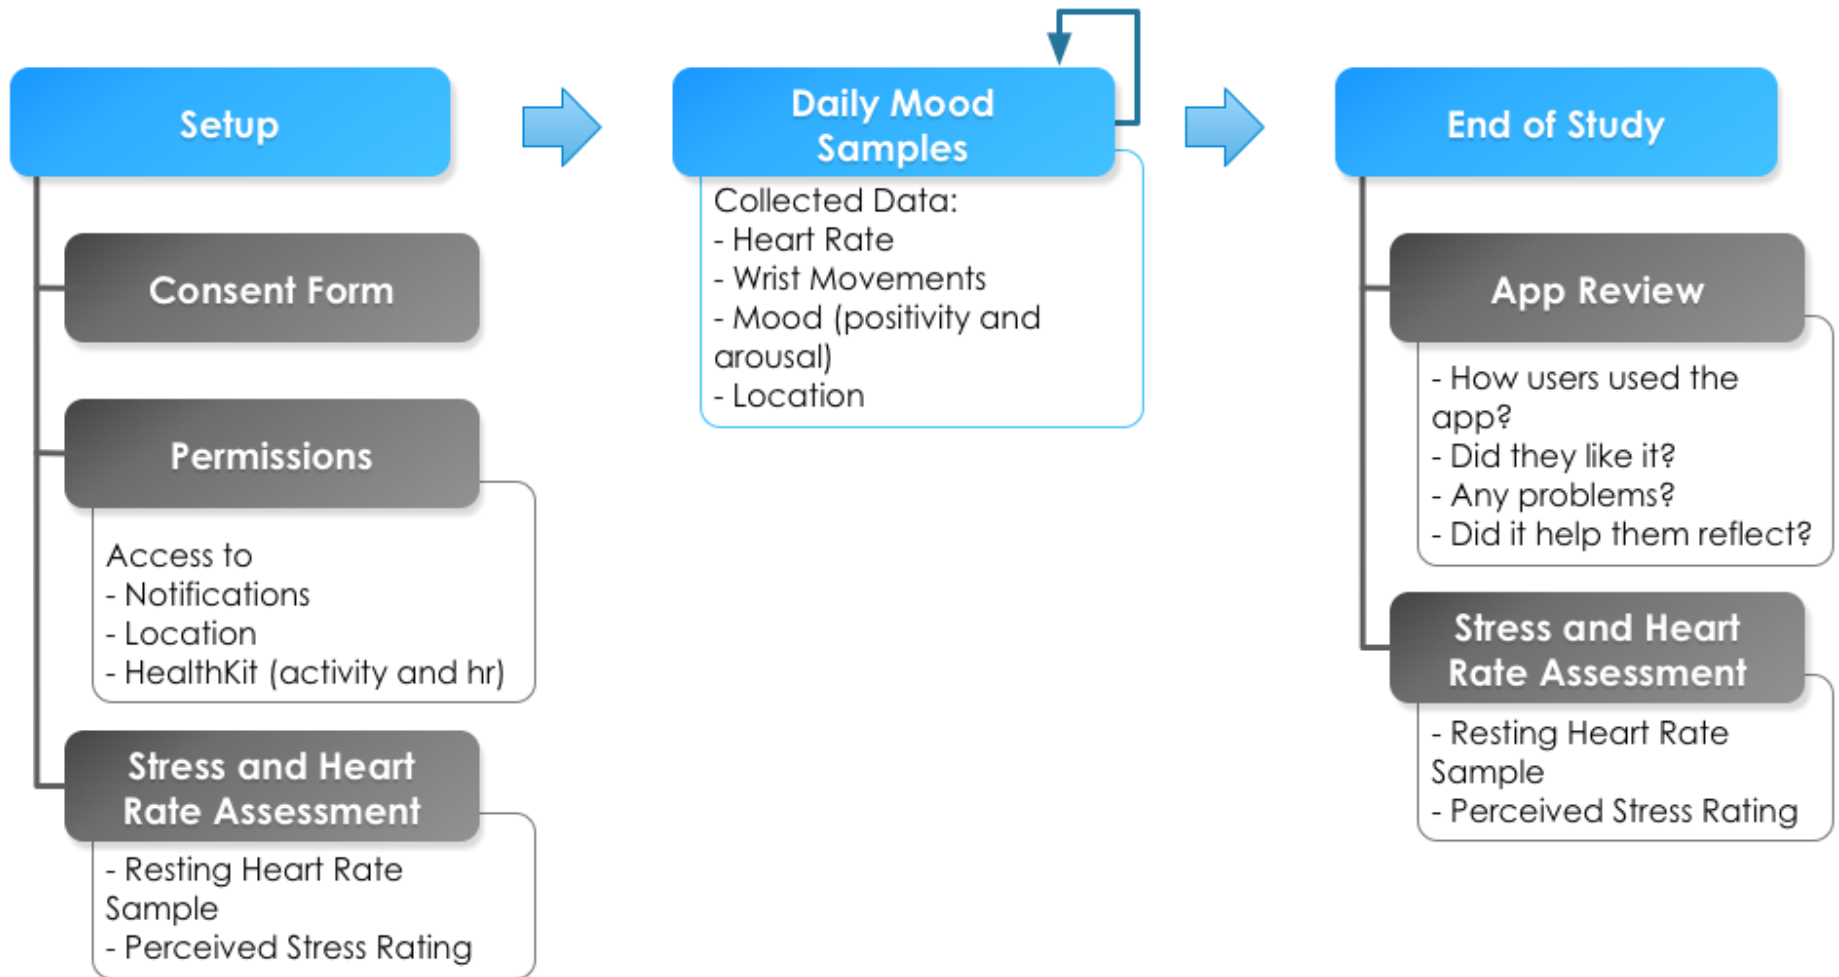 Setup
Consent Form
Permissions
Access to
- Notifications
- Location
- HealthKit (activity and hr)
Stress and Heart
Rate Assessment
- Resting Heart Rate
Sample
- Perceived Stress Rating
Daily Mood
Samples
Collected Data:
- Heart Rate
- Wrist Movements
- Mood (positivity and
arousal)
- Location
End of Study
App Review
- How users used the
app?
- Did they like it?
- Any problems?
- Did it help them reflect?
Stress and Heart
Rate Assessment
- Resting Heart Rate
Sample
- Perceived Stress Rating